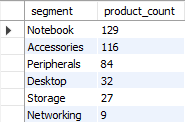 segment product_count
Notebook 129
Accessories 116
Peripherals 84
Desktop 32
Storage 27
Networking 9